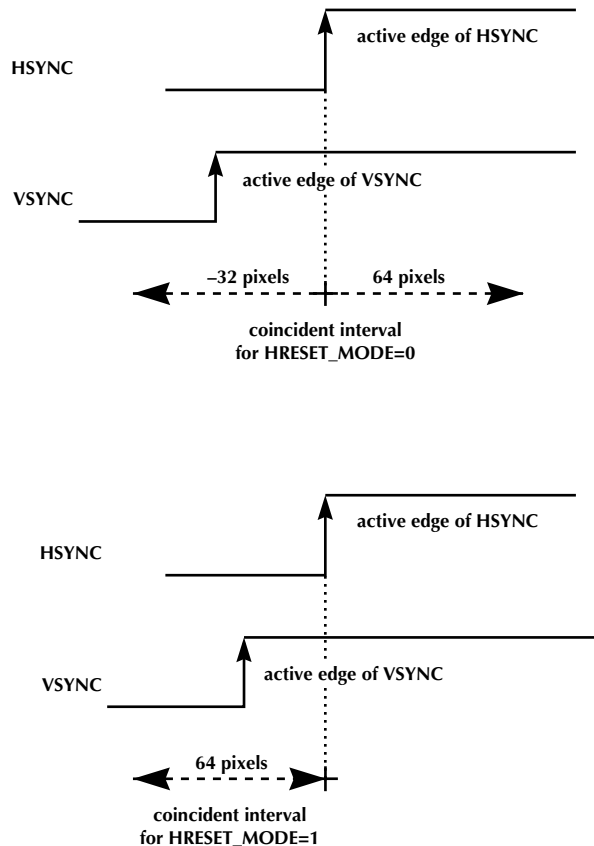 active edge of HSYNC
HSYNC
active edge of VSYNC
VSYNC
–32 pixels 64 pixels
coincident interval
for HRESET_MODE=0
active edge of HSYNC
HSYNC
active edge of VSYNC
VSYNC
64 pixels
coincident interval
for HRESET_MODE=1